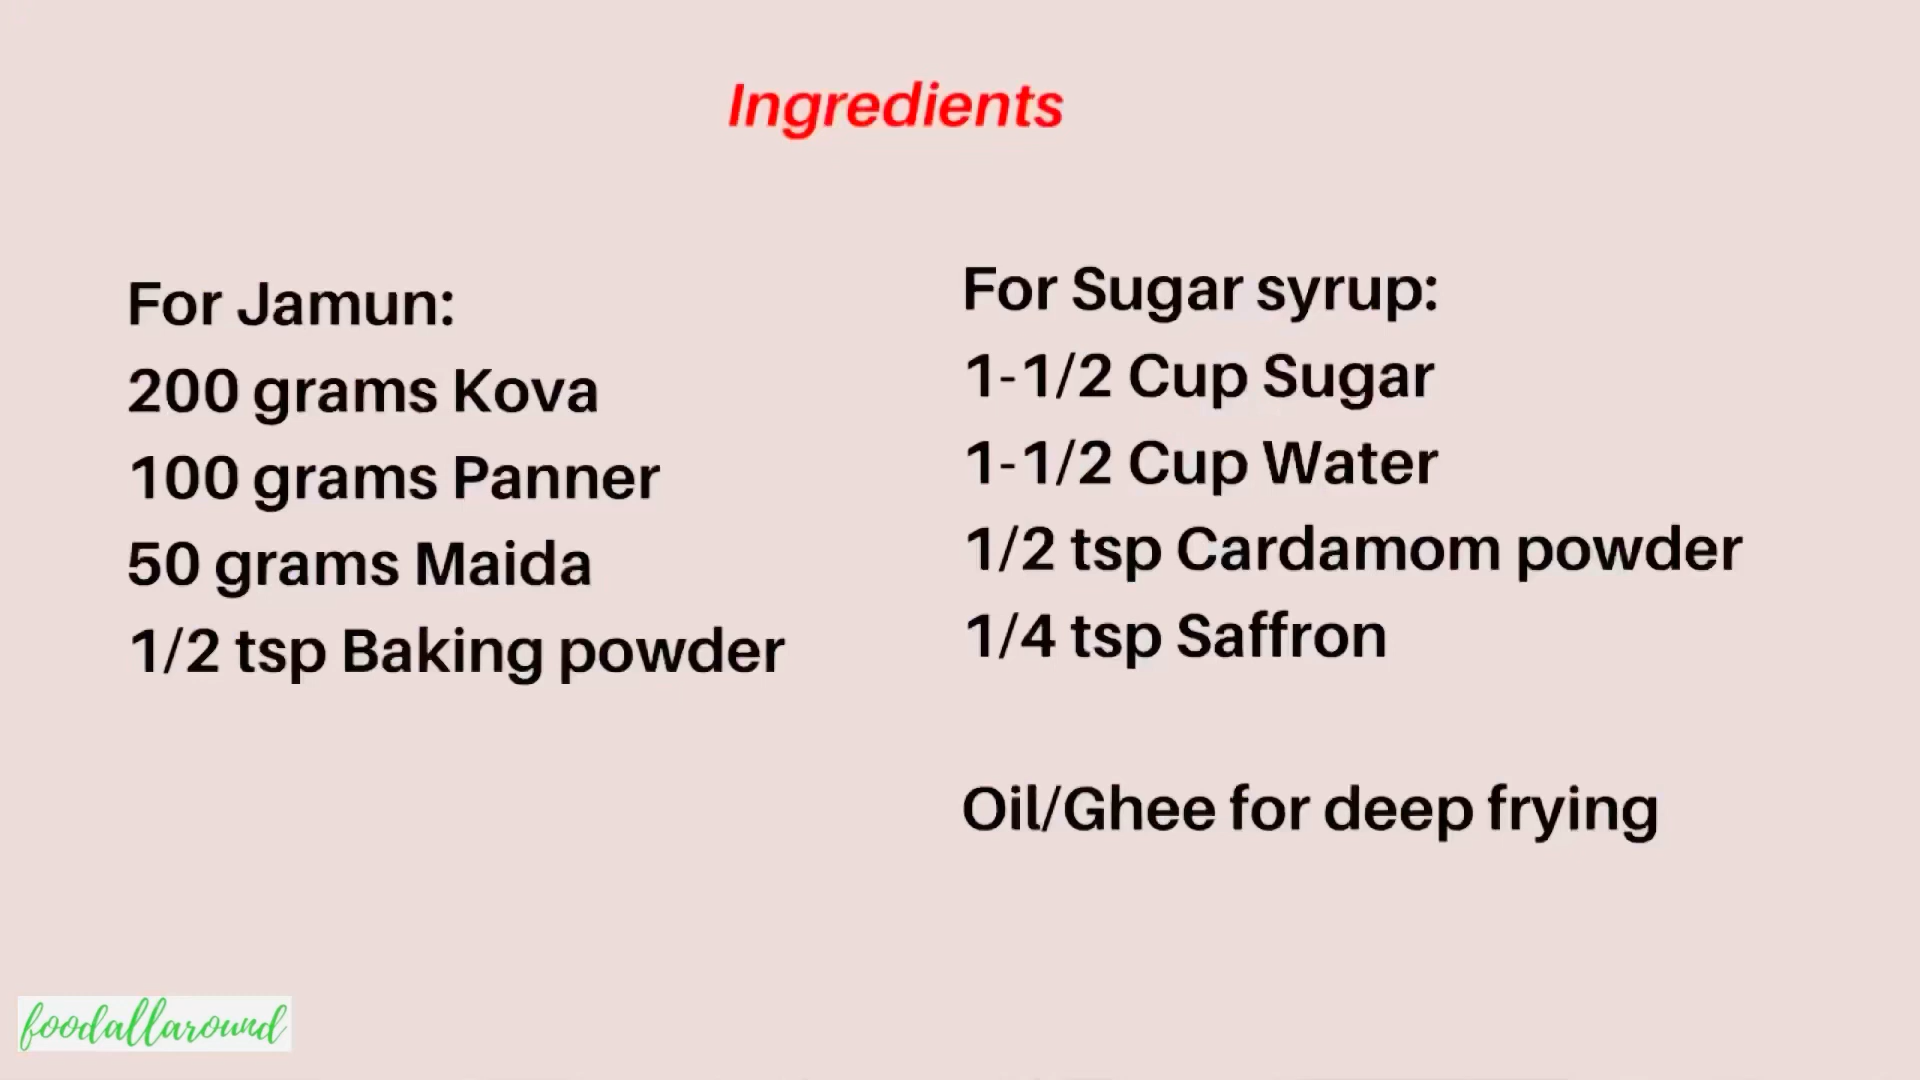 Ingredients
For Jamun:
200 grams Kova
100 grams Panner
50 grams Maida
1/2 tsp Baking powder
For Sugar syrup:
1-1/2 Cup Sugar
1-1/2 Cup Water
1/2 tsp Cardamom powder
1/4 tsp Saffron
Oil/Ghee for deep frying
foodallaround